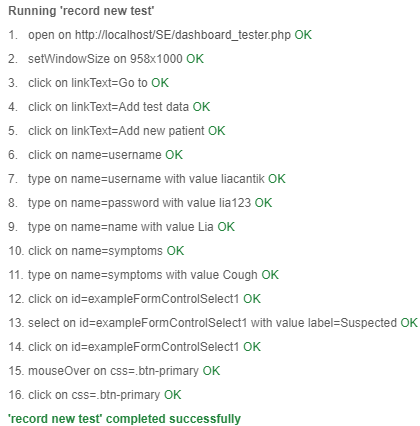 Running 'record new test'
1. open on http://localhost/SE/dashboard_tester.php OK
2. setWindowSize on 958x1000 OK
3. click on linkText=Go to OK
4. click on linkText=Add test data OK
5. click on linkText=Add new patient OK
6. click on name=username OK
7. type on name=username with value liacantik OK
8. type on name=password with value lia123 OK
9. type on name=name with value Lia OK
10. click on name=symptoms OK
11. type on name=symptoms with value Cough OK
12. click on id=exampleFormControlSelect1 OK
13. select on id=exampleFormControlSelect1 with value label=Suspected OK
14. click on id=exampleFormControlSelect1 OK
15. mouseOver on css=.btn-primary OK
16. click on css=.btn-primary OK
'record new test' completed successfully